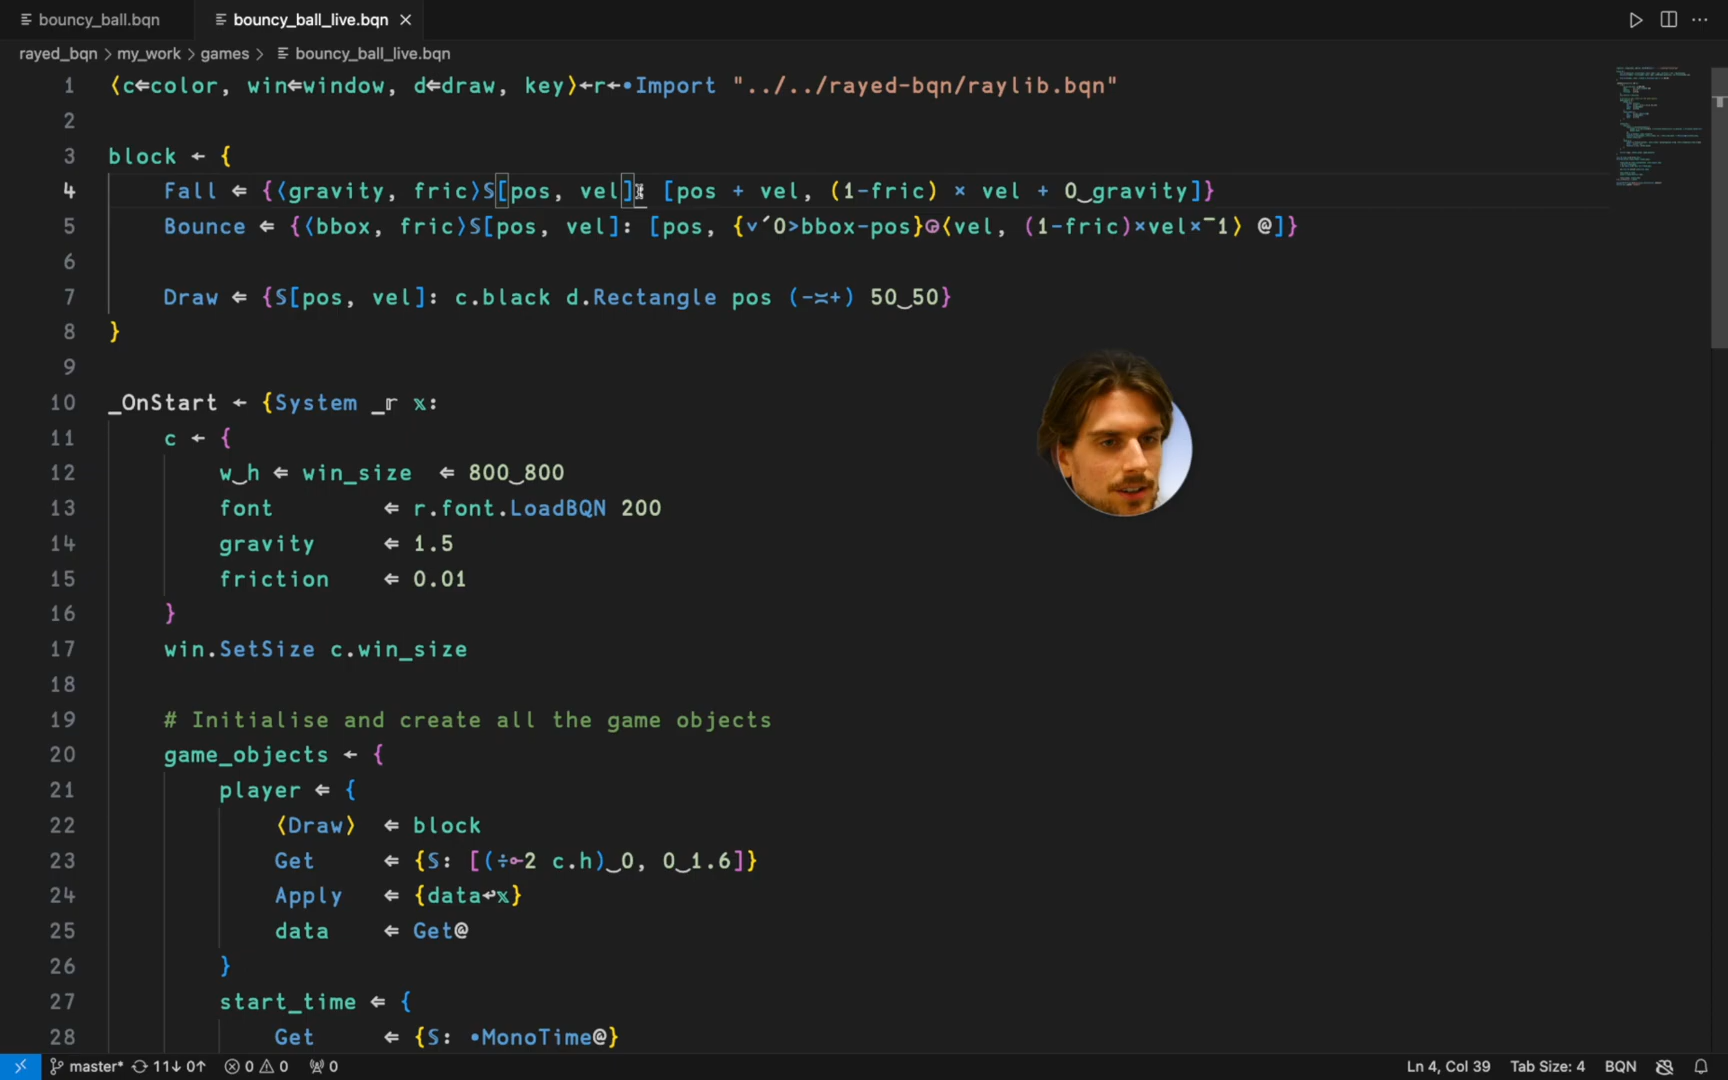 bouncy_ball.bqn
bouncy_ball_live.bqn
rayed_bqn > my_work > games > bouncy_ball_live.bqn
1 ⟨c⇐color, win⇐window, d⇐draw, key⟩←r←•Import "../../rayed-bqn/raylib.bqn"
2
3 block ← {
4 Fall ⇐ {⟨gravity, fric⟩𝕊[pos, vel]: [pos + vel, (1-fric) × vel + 0‿gravity]}
5 Bounce ⇐ {⟨bbox, fric⟩𝕊[pos, vel]: [pos, {∨´0>bbox-pos}◶⟨vel, (1-fric)×vel×¯1⟩ @]}
6
7 Draw ⇐ {𝕊[pos, vel]: c.black d.Rectangle pos (-≍+) 50‿50}
8 }
9
10 _OnStart ← {System _𝕣 𝕩:
11 c ← {
12 w‿h ⇐ win_size ⇐ 800‿800
13 font ⇐ r.font.LoadBQN 200
14 gravity ⇐ 1.5
15 friction ⇐ 0.01
16 }
17 win.SetSize c.win_size
18
19 # Initialise and create all the game objects
20 game_objects ← {
21 player ⇐ {
22 ⟨Draw⟩ ⇐ block
23 Get ⇐ {𝕊: [(÷⟜2 c.h)‿0, 0‿1.6]}
24 Apply ⇐ {data↩𝕩}
25 data ⇐ Get@
26 }
27 start_time ⇐ {
28 Get ⇐ {𝕊: •MonoTime@}
master* 11↓ 0↑ 0 0 0 Ln 4, Col 39 Tab Size: 4 BQN